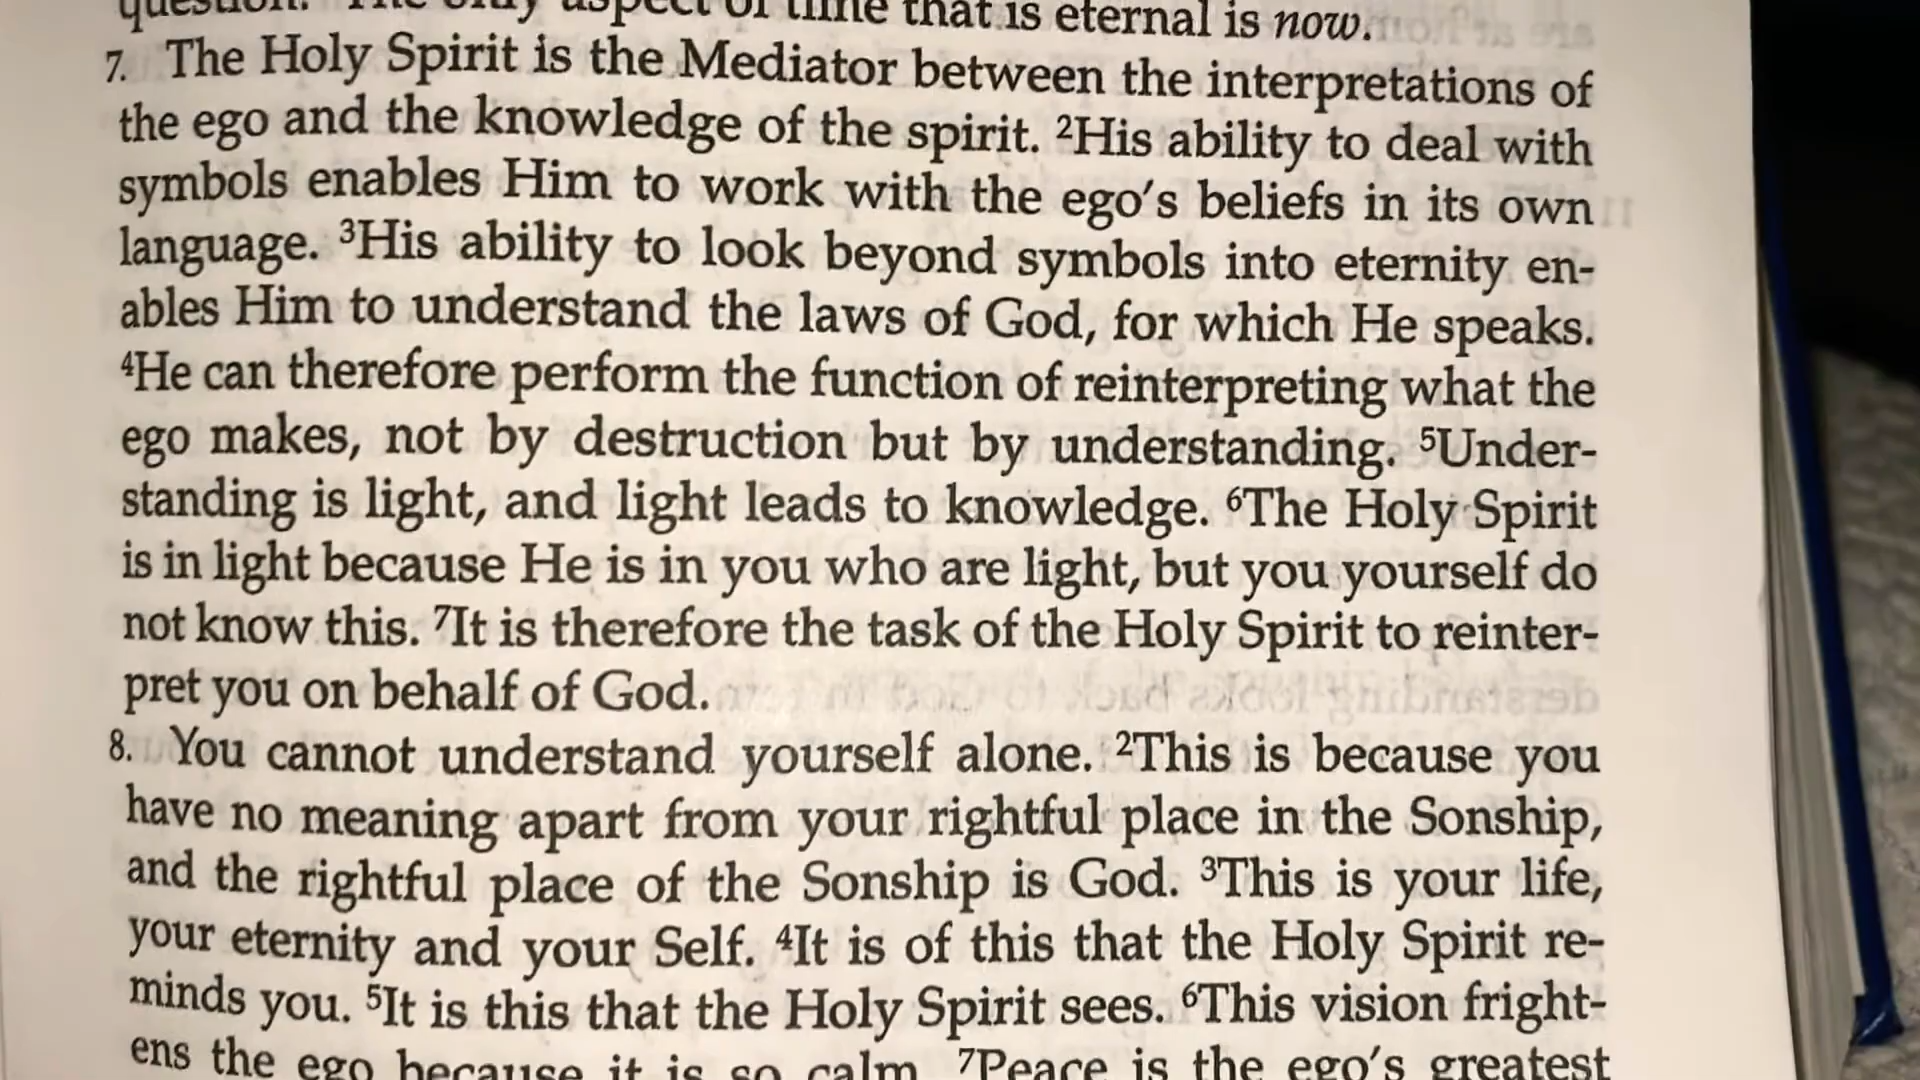 question. The only aspect of time that is eternal is now.
7. The Holy Spirit is the Mediator between the interpretations of
the ego and the knowledge of the spirit. ²His ability to deal with
symbols enables Him to work with the ego's beliefs in its own
language. ³His ability to look beyond symbols into eternity en-
ables Him to understand the laws of God, for which He speaks.
⁴He can therefore perform the function of reinterpreting what the
ego makes, not by destruction but by understanding. ⁵Under-
standing is light, and light leads to knowledge. ⁶The Holy Spirit
is in light because He is in you who are light, but you yourself do
not know this. ⁷It is therefore the task of the Holy Spirit to reinter-
pret you on behalf of God.
8. You cannot understand yourself alone. ²This is because you
have no meaning apart from your rightful place in the Sonship,
and the rightful place of the Sonship is God. ³This is your life,
your eternity and your Self. ⁴It is of this that the Holy Spirit re-
minds you. ⁵It is this that the Holy Spirit sees. ⁶This vision fright-
ens the ego because it is so calm. ⁷Peace is the ego's greatest